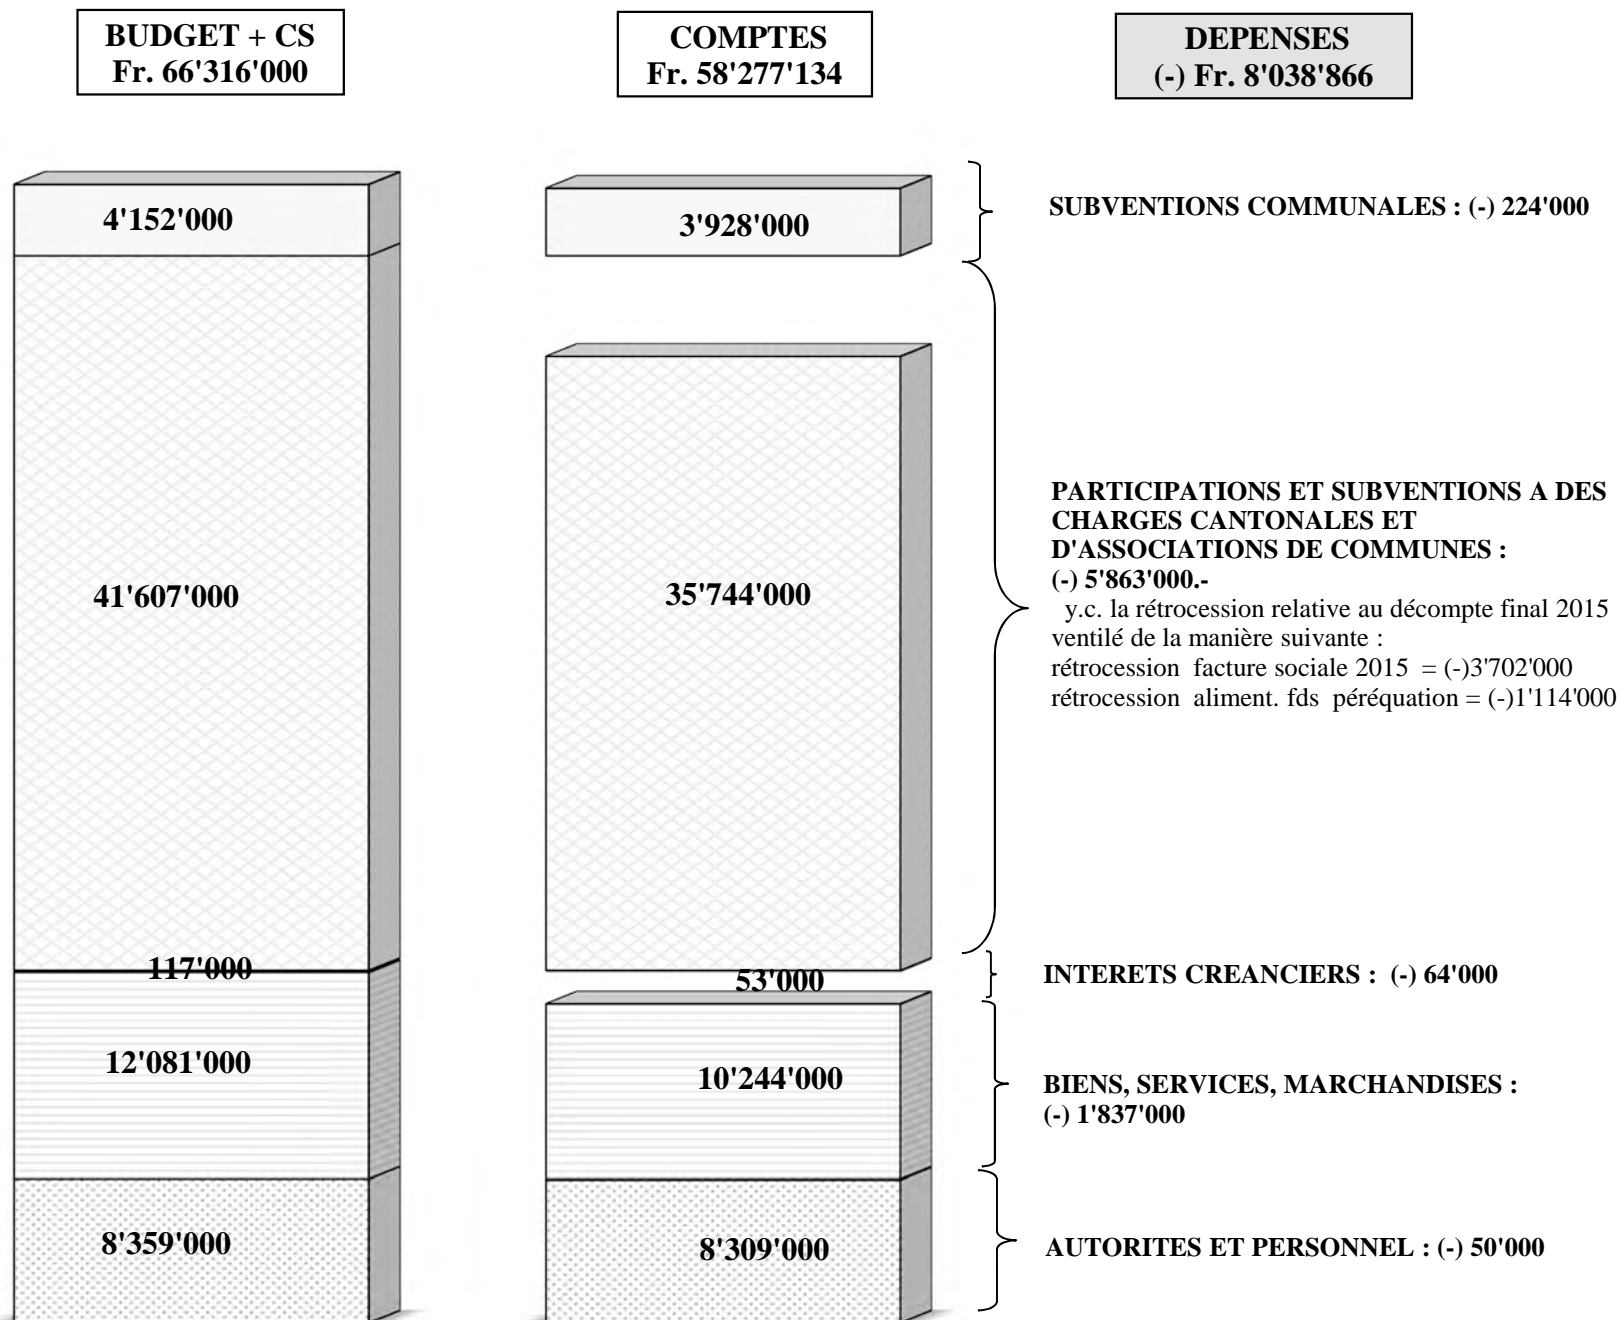 BUDGET + CS
Fr. 66'316'000
COMPTES
Fr. 58'277'134
DEPENSES
(-) Fr. 8'038'866
4'152'000
3'928'000
SUBVENTIONS COMMUNALES : (-) 224'000
41'607'000
35'744'000
PARTICIPATIONS ET SUBVENTIONS A DES
CHARGES CANTONALES ET
D'ASSOCIATIONS DE COMMUNES :
(-) 5'863'000.-
y.c. la rétrocession relative au décompte final 2015
ventilé de la manière suivante :
rétrocession facture sociale 2015 = (-)3'702'000
rétrocession aliment. fds péréquation = (-)1'114'000
117'000
53'000
INTERETS CREANCIERS : (-) 64'000
12'081'000
10'244'000
BIENS, SERVICES, MARCHANDISES :
(-) 1'837'000
8'359'000
8'309'000
AUTORITES ET PERSONNEL : (-) 50'000